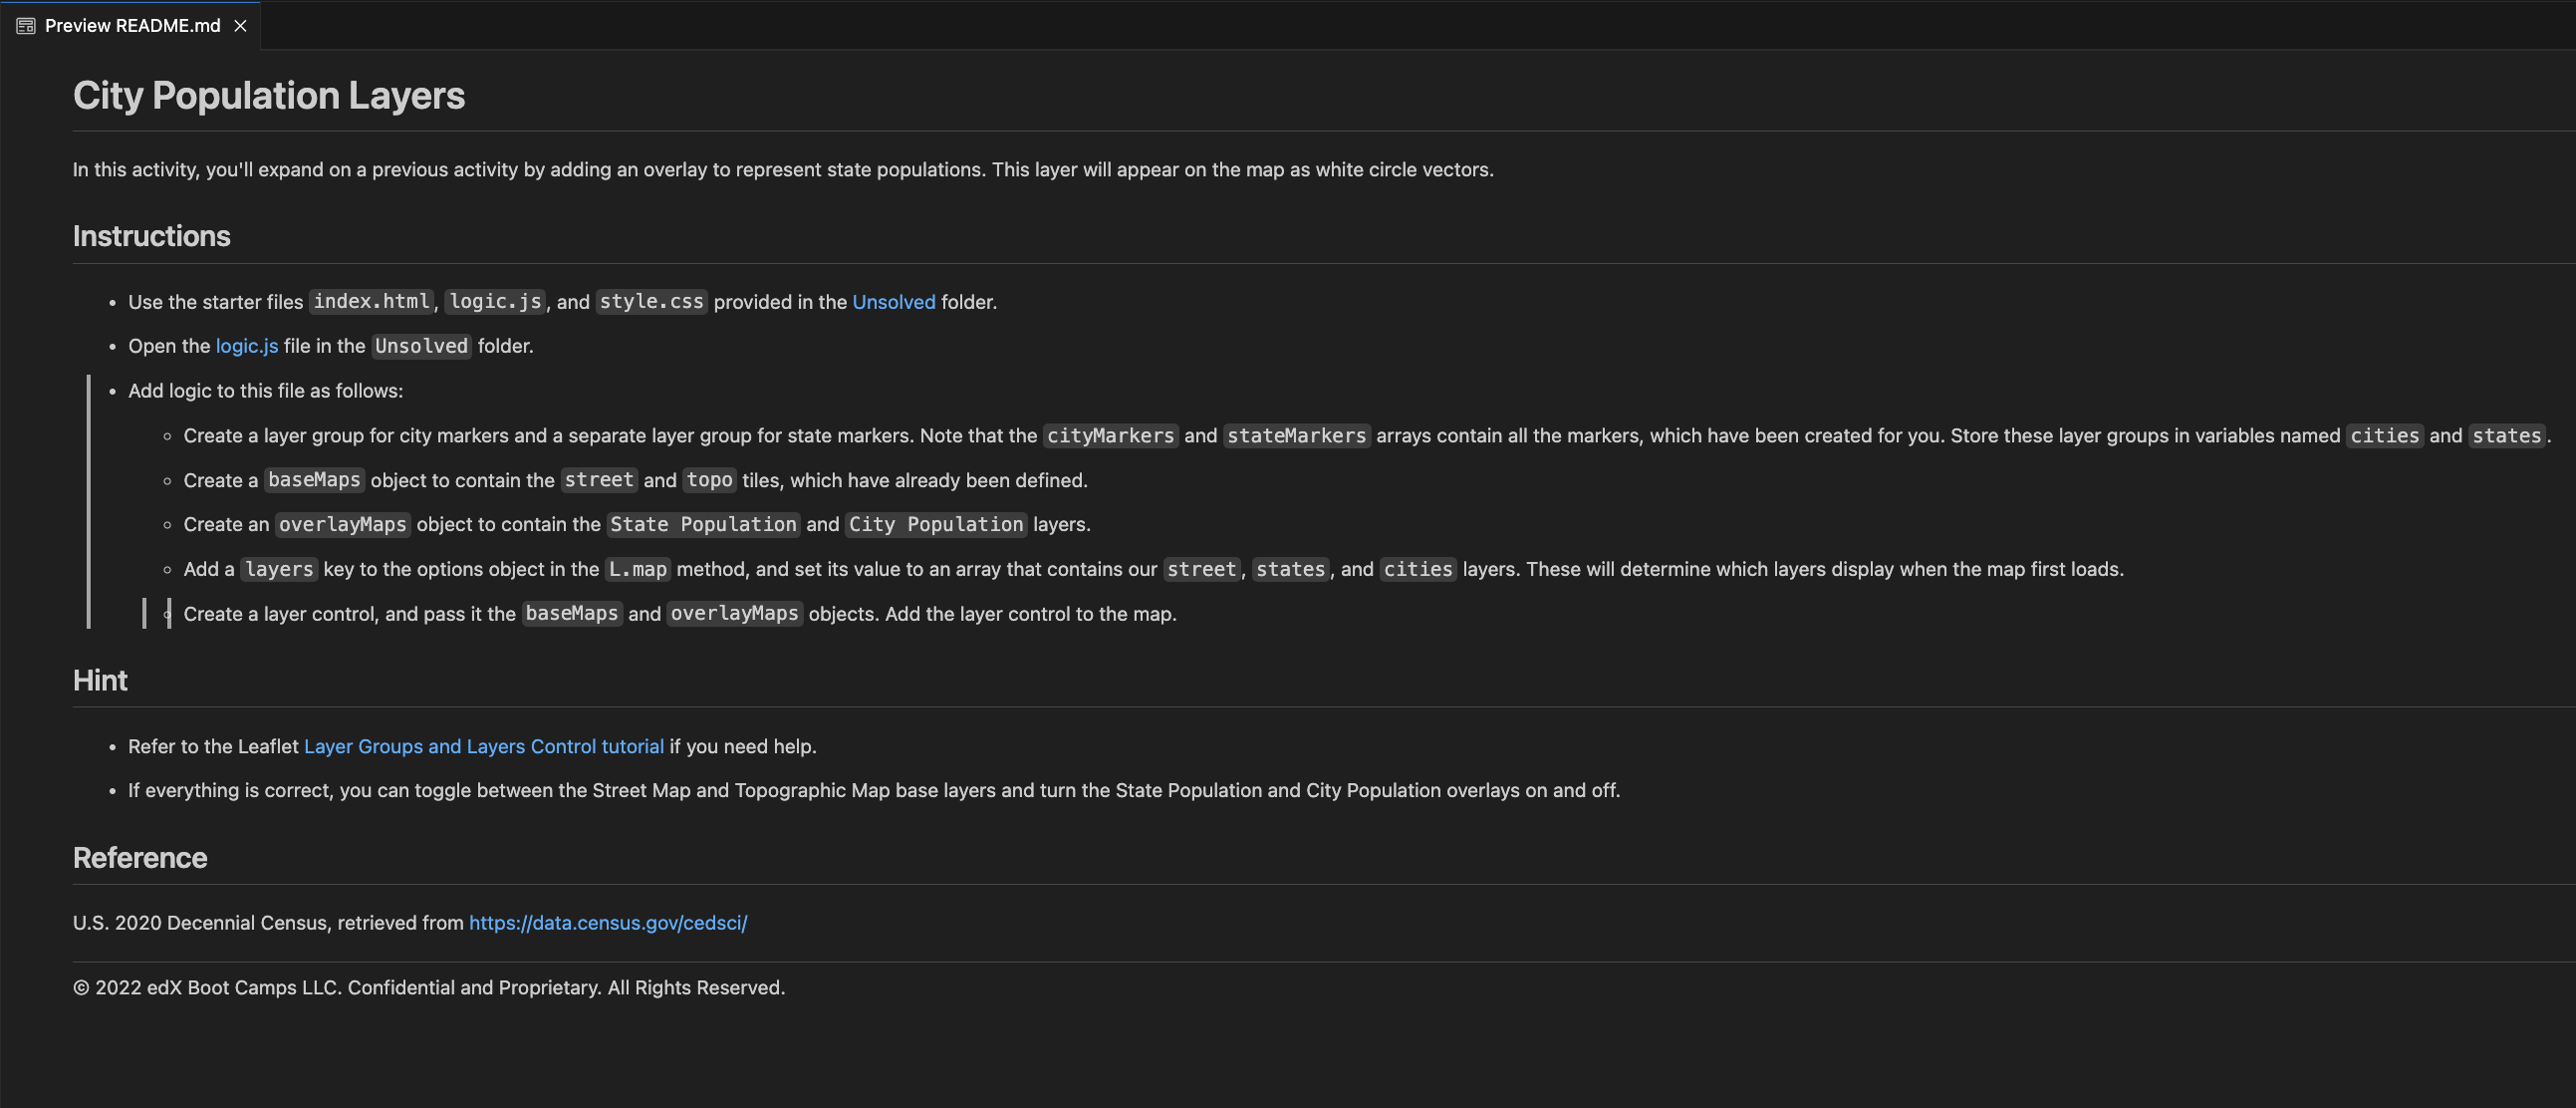 Preview README.md
City Population Layers
In this activity, you'll expand on a previous activity by adding an overlay to represent state populations. This layer will appear on the map as white circle vectors.
Instructions
• Use the starter files index.html, logic.js, and style.css provided in the Unsolved folder.
• Open the logic.js file in the Unsolved folder.
• Add logic to this file as follows:
◦ Create a layer group for city markers and a separate layer group for state markers. Note that the cityMarkers and stateMarkers arrays contain all the markers, which have been created for you. Store these layer groups in variables named cities and states.
◦ Create a baseMaps object to contain the street and topo tiles, which have already been defined.
◦ Create an overlayMaps object to contain the State Population and City Population layers.
◦ Add a layers key to the options object in the L.map method, and set its value to an array that contains our street, states, and cities layers. These will determine which layers display when the map first loads.
◦ Create a layer control, and pass it the baseMaps and overlayMaps objects. Add the layer control to the map.
Hint
• Refer to the Leaflet Layer Groups and Layers Control tutorial if you need help.
• If everything is correct, you can toggle between the Street Map and Topographic Map base layers and turn the State Population and City Population overlays on and off.
Reference
U.S. 2020 Decennial Census, retrieved from https://data.census.gov/cedsci/
© 2022 edX Boot Camps LLC. Confidential and Proprietary. All Rights Reserved.